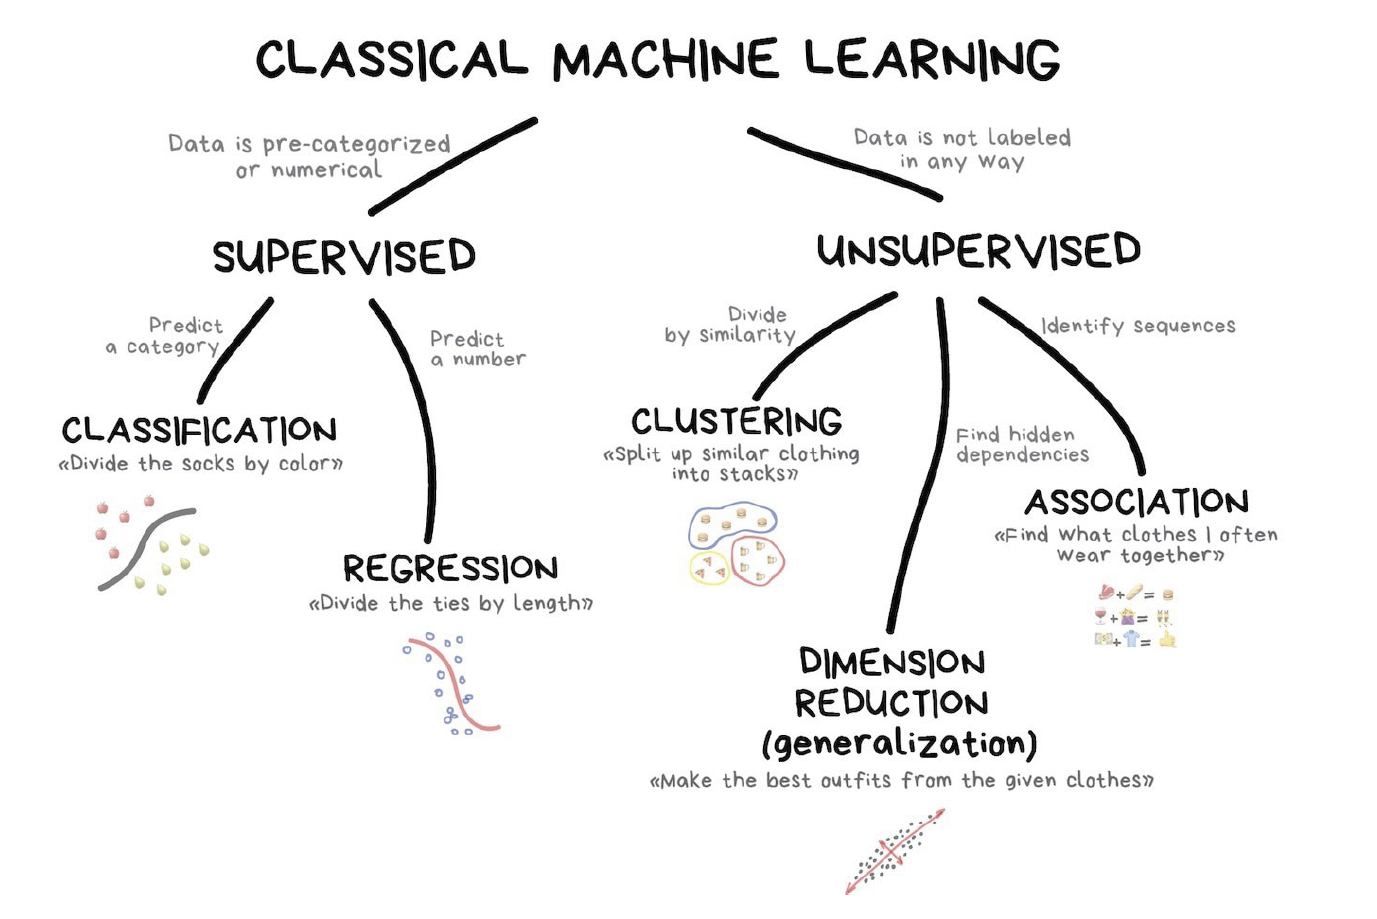 CLASSICAL MACHINE LEARNING
Data is pre-categorized
or numerical
Data is not labeled
in any way
SUPERVISED
UNSUPERVISED
Predict
a category
Predict
a number
Divide
by similarity
Identify sequences
CLASSIFICATION
«Divide the socks by color»
CLUSTERING
«Split up similar clothing
into stacks»
Find hidden
dependencies
ASSOCIATION
«Find what clothes I often
wear together»
REGRESSION
«Divide the ties by length»
+ =
+ =
+ =
DIMENSION
REDUCTION
(generalization)
«Make the best outfits from the given clothes»